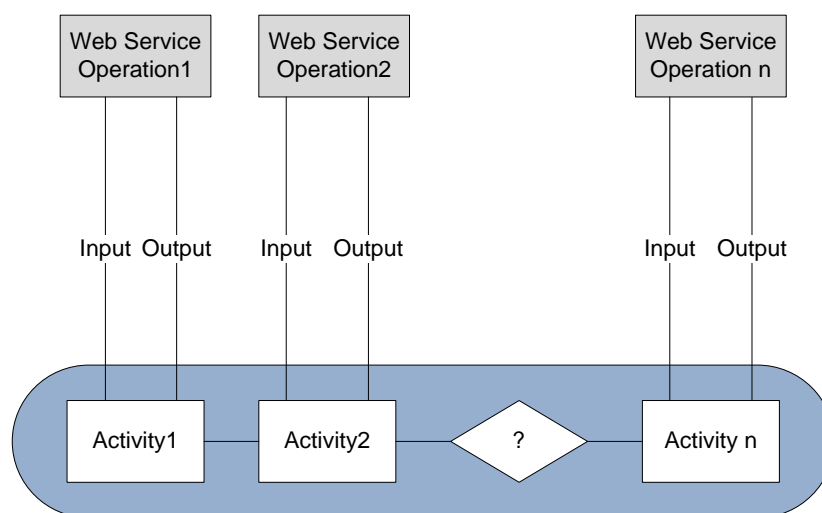 Web Service
Operation1
Web Service
Operation2
Web Service
Operation n
Input
Output
Input
Output
Input
Output
Activity1
Activity2
?
Activity n